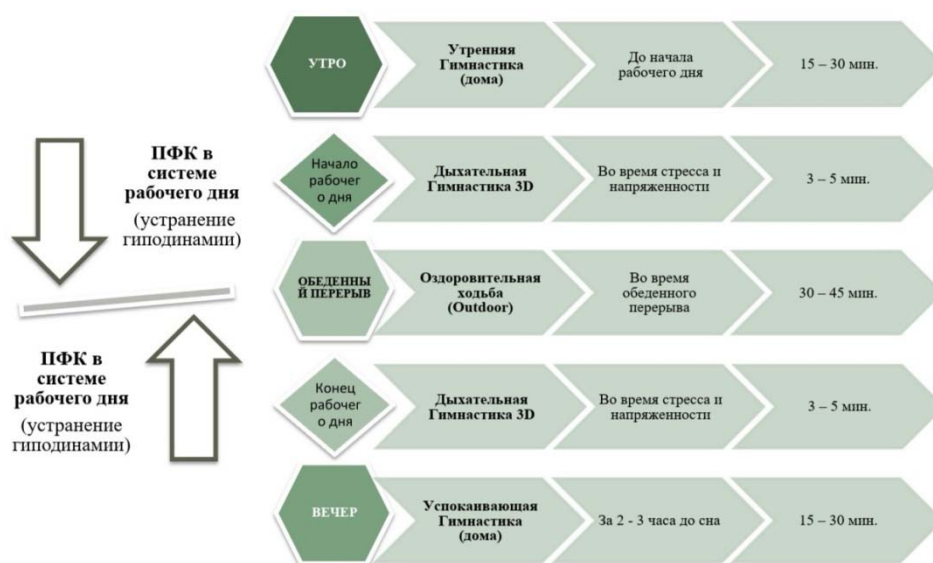 УТРО
Утренняя
Гимнастика
(дома)
До начала
рабочего дня
15 – 30 мин.
ПФК в
системе
рабочего дня
(устранение
гиподинамии)
Начало
рабочег
о дня
Дыхательная
Гимнастика 3D
Во время стресса и
напряженности
3 – 5 мин.
ОБЕДЕННЫ
Й ПЕРЕРЫВ
Оздоровительная
ходьба
(Outdoor)
Во время
обеденного
перерыва
30 – 45 мин.
ПФК в
системе
рабочего дня
(устранение
гиподинамии)
Конец
рабочег
о дня
Дыхательная
Гимнастика 3D
Во время стресса и
напряженности
3 – 5 мин.
ВЕЧЕР
Успокаивающая
Гимнастика
(дома)
За 2 - 3 часа до сна
15 – 30 мин.